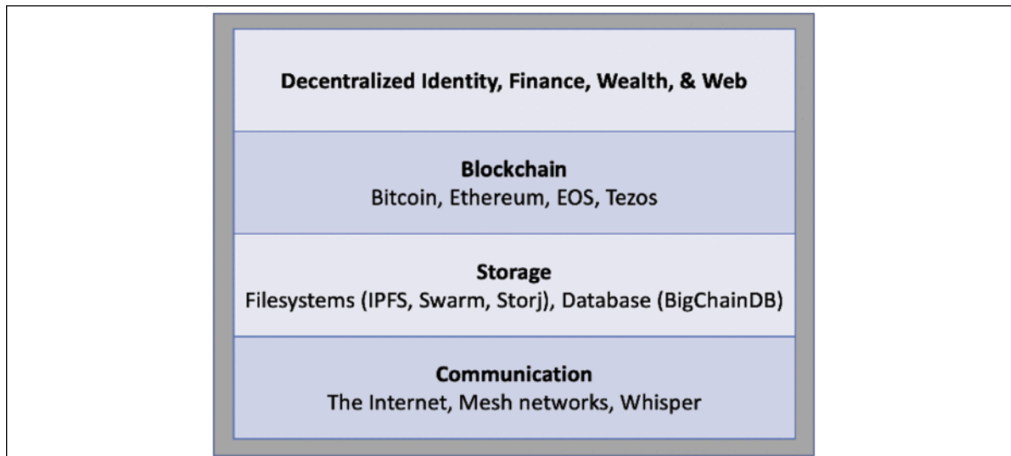 Decentralized Identity, Finance, Wealth, & Web
Blockchain
Bitcoin, Ethereum, EOS, Tezos
Storage
Filesystems (IPFS, Swarm, Storj), Database (BigChainDB)
Communication
The Internet, Mesh networks, Whisper